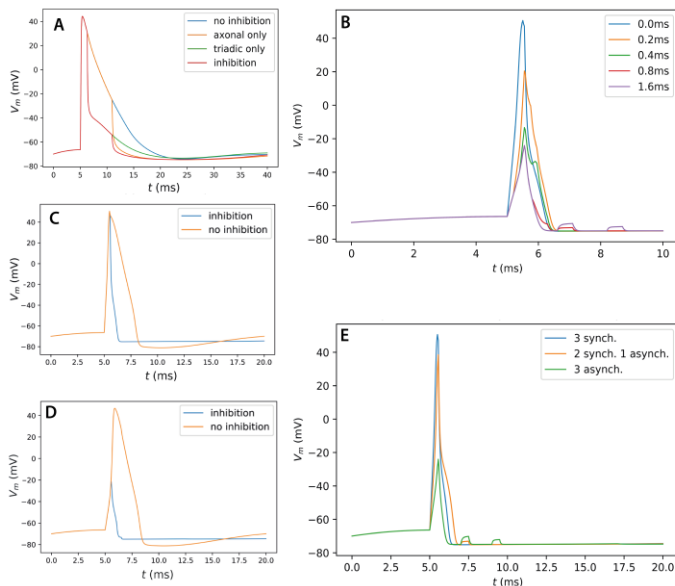 A
no inhibition
axonal only
triadic only
inhibition
40
20
0
−20
−40
−60
−80
V_m (mV)
0 5 10 15 20 25 30 35 40
t (ms)
B
0.0ms
0.2ms
0.4ms
0.8ms
1.6ms
40
20
0
−20
−40
−60
−80
V_m (mV)
0 2 4 6 8 10
t (ms)
C
inhibition
no inhibition
40
20
0
−20
−40
−60
−80
V_m (mV)
0.0 2.5 5.0 7.5 10.0 12.5 15.0 17.5 20.0
t (ms)
D
inhibition
no inhibition
40
20
0
−20
−40
−60
−80
V_m (mV)
0.0 2.5 5.0 7.5 10.0 12.5 15.0 17.5 20.0
t (ms)
E
3 synch.
2 synch. 1 asynch.
3 asynch.
40
20
0
−20
−40
−60
−80
V_m (mV)
0.0 2.5 5.0 7.5 10.0 12.5 15.0 17.5 20.0
t (ms)